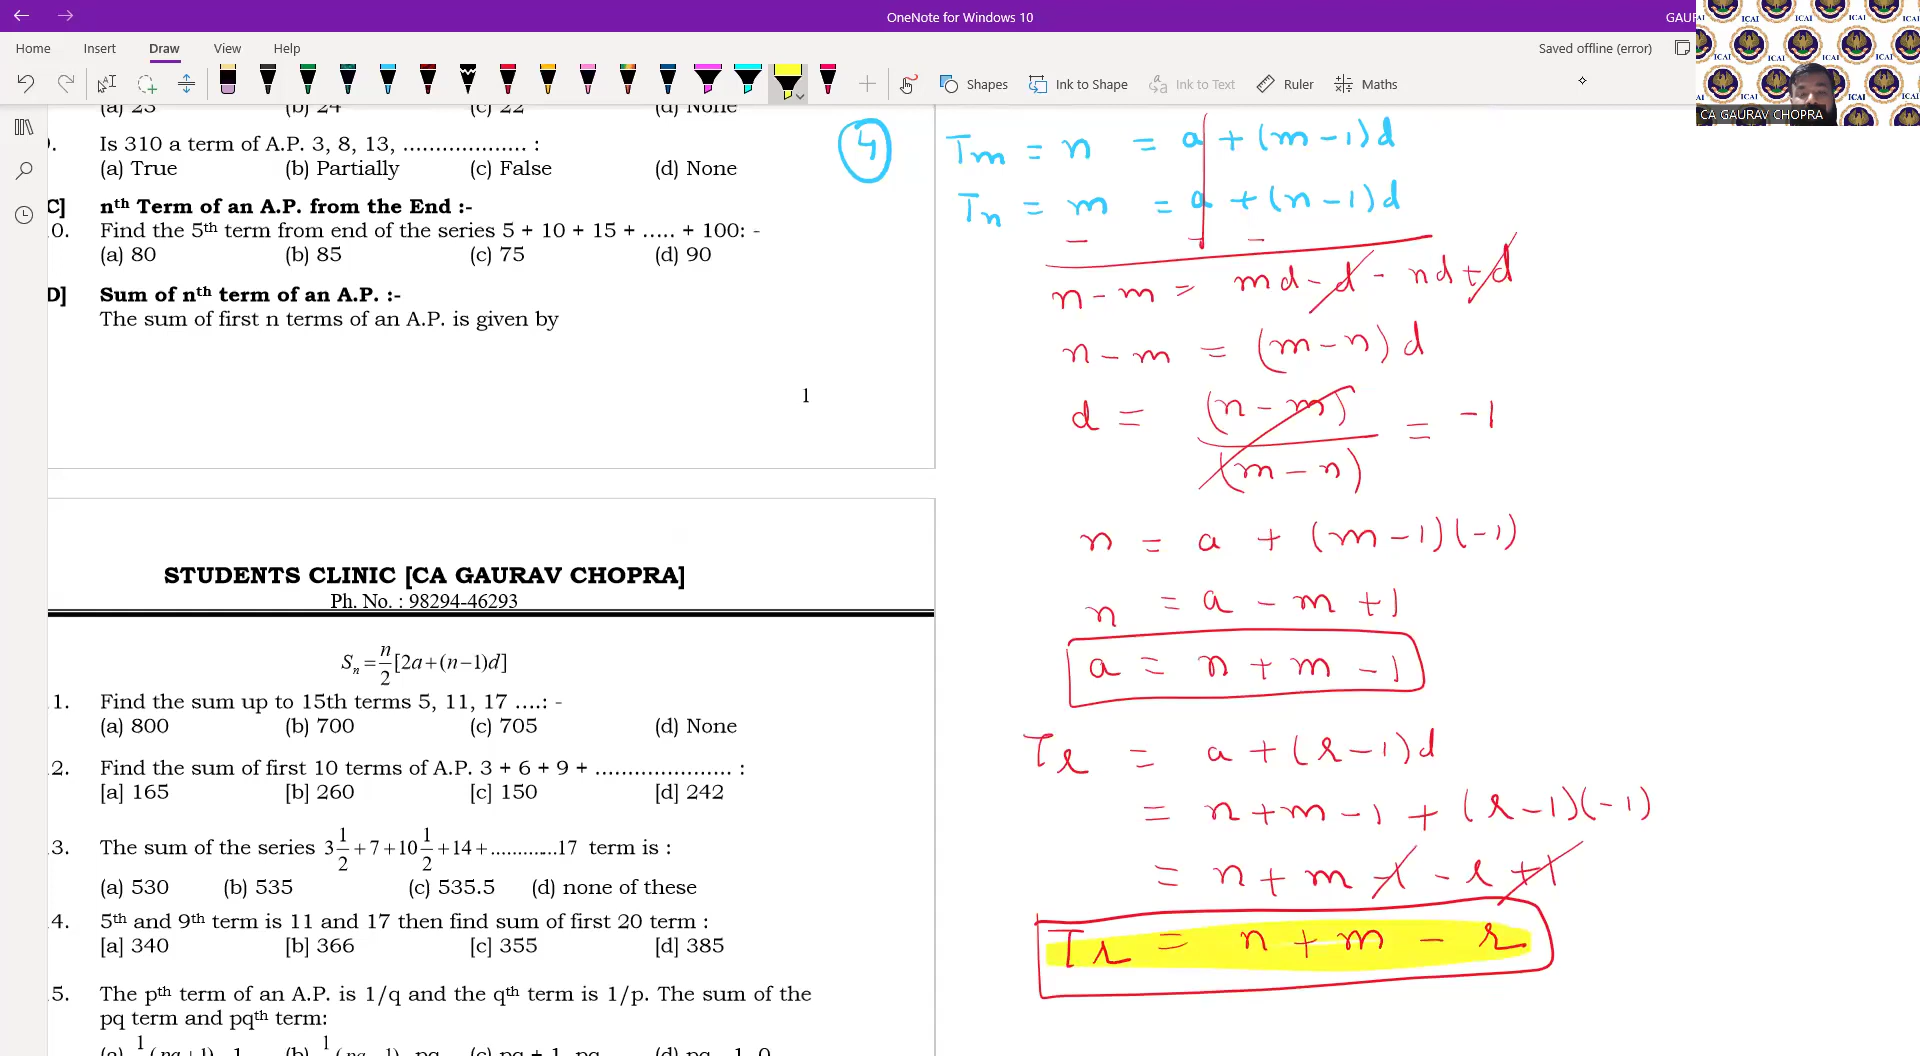 OneNote for Windows 10
Home Insert Draw View Help
Saved offline (error)
Shapes Ink to Shape Ink to Text Ruler Maths
ICAI ICAI ICAI
CA GAURAV CHOPRA
(a) 23 (b) 24 (c) 22 (d) None
Is 310 a term of A.P. 3, 8, 13, ................... :
(a) True (b) Partially (c) False (d) None
C] nth Term of an A.P. from the End :-
0. Find the 5th term from end of the series 5 + 10 + 15 + ..... + 100: -
(a) 80 (b) 85 (c) 75 (d) 90
D] Sum of nth term of an A.P. :-
The sum of first n terms of an A.P. is given by
1
STUDENTS CLINIC [CA GAURAV CHOPRA]
Ph. No. : 98294-46293
Sn = n/2 [2a+(n−1)d]
1. Find the sum up to 15th terms 5, 11, 17 ....: -
(a) 800 (b) 700 (c) 705 (d) None
2. Find the sum of first 10 terms of A.P. 3 + 6 + 9 + ...................... :
[a] 165 [b] 260 [c] 150 [d] 242
3. The sum of the series 3 1/2 + 7 + 10 1/2 + 14 + ............17 term is :
(a) 530 (b) 535 (c) 535.5 (d) none of these
4. 5th and 9th term is 11 and 17 then find sum of first 20 term :
[a] 340 [b] 366 [c] 355 [d] 385
5. The pth term of an A.P. is 1/q and the qth term is 1/p. The sum of the
pq term and pqth term:
4
Tm = n = a + (m − 1)d
Tn = m = a + (n − 1)d
− − −
n − m = md − d − nd + d
n − m = (m − n) d
d = (n − m) / (m − n) = −1
n = a + (m − 1)(−1)
n = a − m + 1
a = n + m − 1
Tr = a + (r − 1)d
= n + m − 1 + (r − 1)(−1)
= n + m − 1 − r + 1
Tr = n + m − r